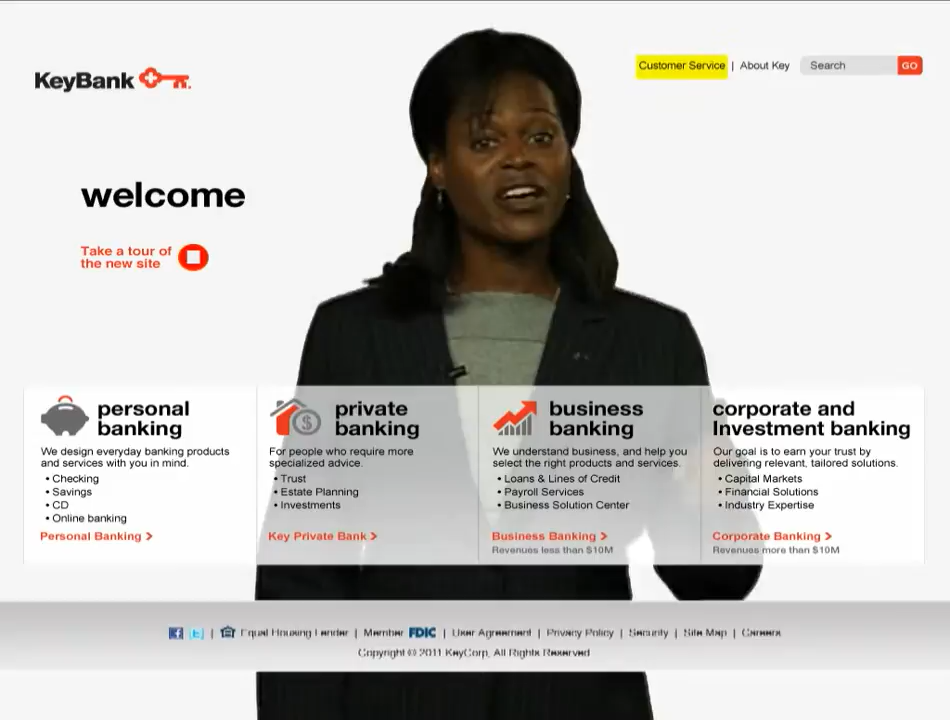 KeyBank
Customer Service | About Key
Search GO
welcome
Take a tour of
the new site
personal
banking
We design everyday banking products
and services with you in mind.
• Checking
• Savings
• CD
• Online banking
Personal Banking >
private
banking
For people who require more
specialized advice.
• Trust
• Estate Planning
• Investments
Key Private Bank >
business
banking
We understand business, and help you
select the right products and services.
• Loans & Lines of Credit
• Payroll Services
• Business Solution Center
Business Banking >
Revenues less than $10M
corporate and
Investment banking
Our goal is to earn your trust by
delivering relevant, tailored solutions.
• Capital Markets
• Financial Solutions
• Industry Expertise
Corporate Banking >
Revenues more than $10M
| Equal Housing Lender | Member FDIC | User Agreement | Privacy Policy | Security | Site Map | Careers
Copyright © 2011 KeyCorp, All Rights Reserved